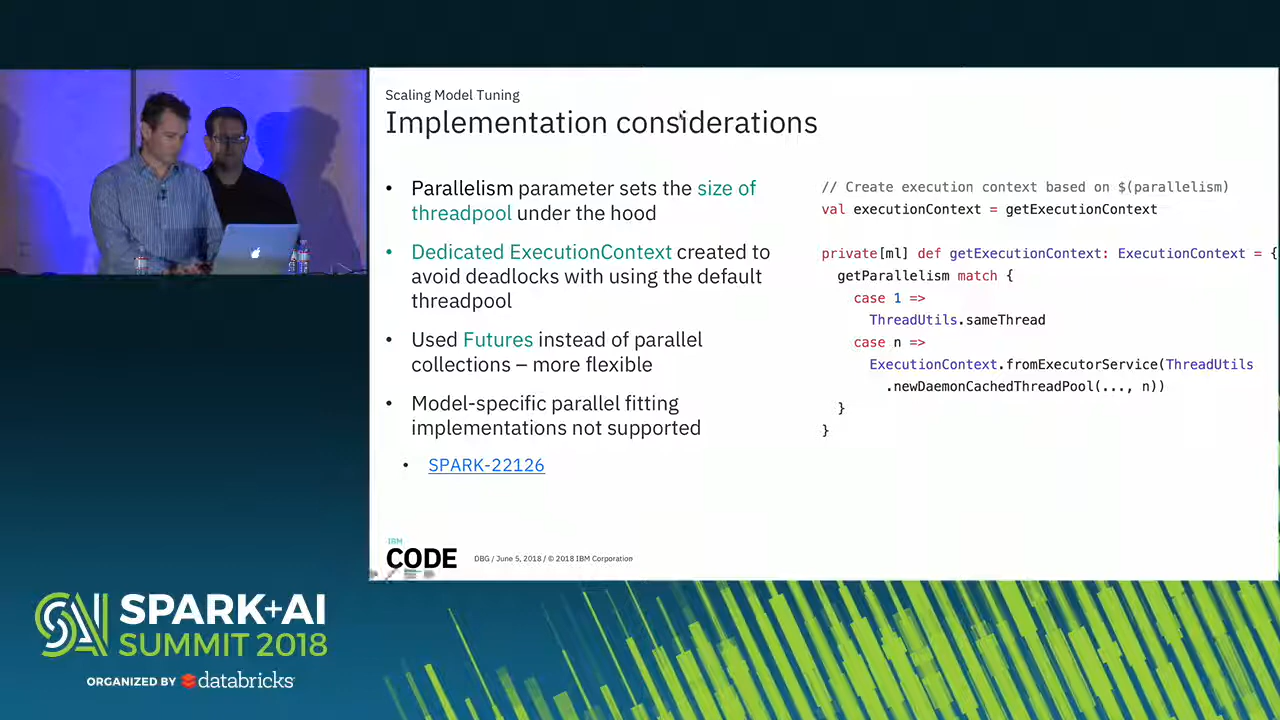 Scaling Model Tuning
Implementation considerations
• Parallelism parameter sets the size of
threadpool under the hood
• Dedicated ExecutionContext created to
avoid deadlocks with using the default
threadpool
• Used Futures instead of parallel
collections – more flexible
• Model-specific parallel fitting
implementations not supported
• SPARK-22126
// Create execution context based on $(parallelism)
val executionContext = getExecutionContext
private[ml] def getExecutionContext: ExecutionContext = {
getParallelism match {
case 1 =>
ThreadUtils.sameThread
case n =>
ExecutionContext.fromExecutorService(ThreadUtils
.newDaemonCachedThreadPool(..., n))
}
}
IBM
CODE
DBG / June 5, 2018 / © 2018 IBM Corporation
SAI
SPARK+AI
SUMMIT 2018
ORGANIZED BY databricks